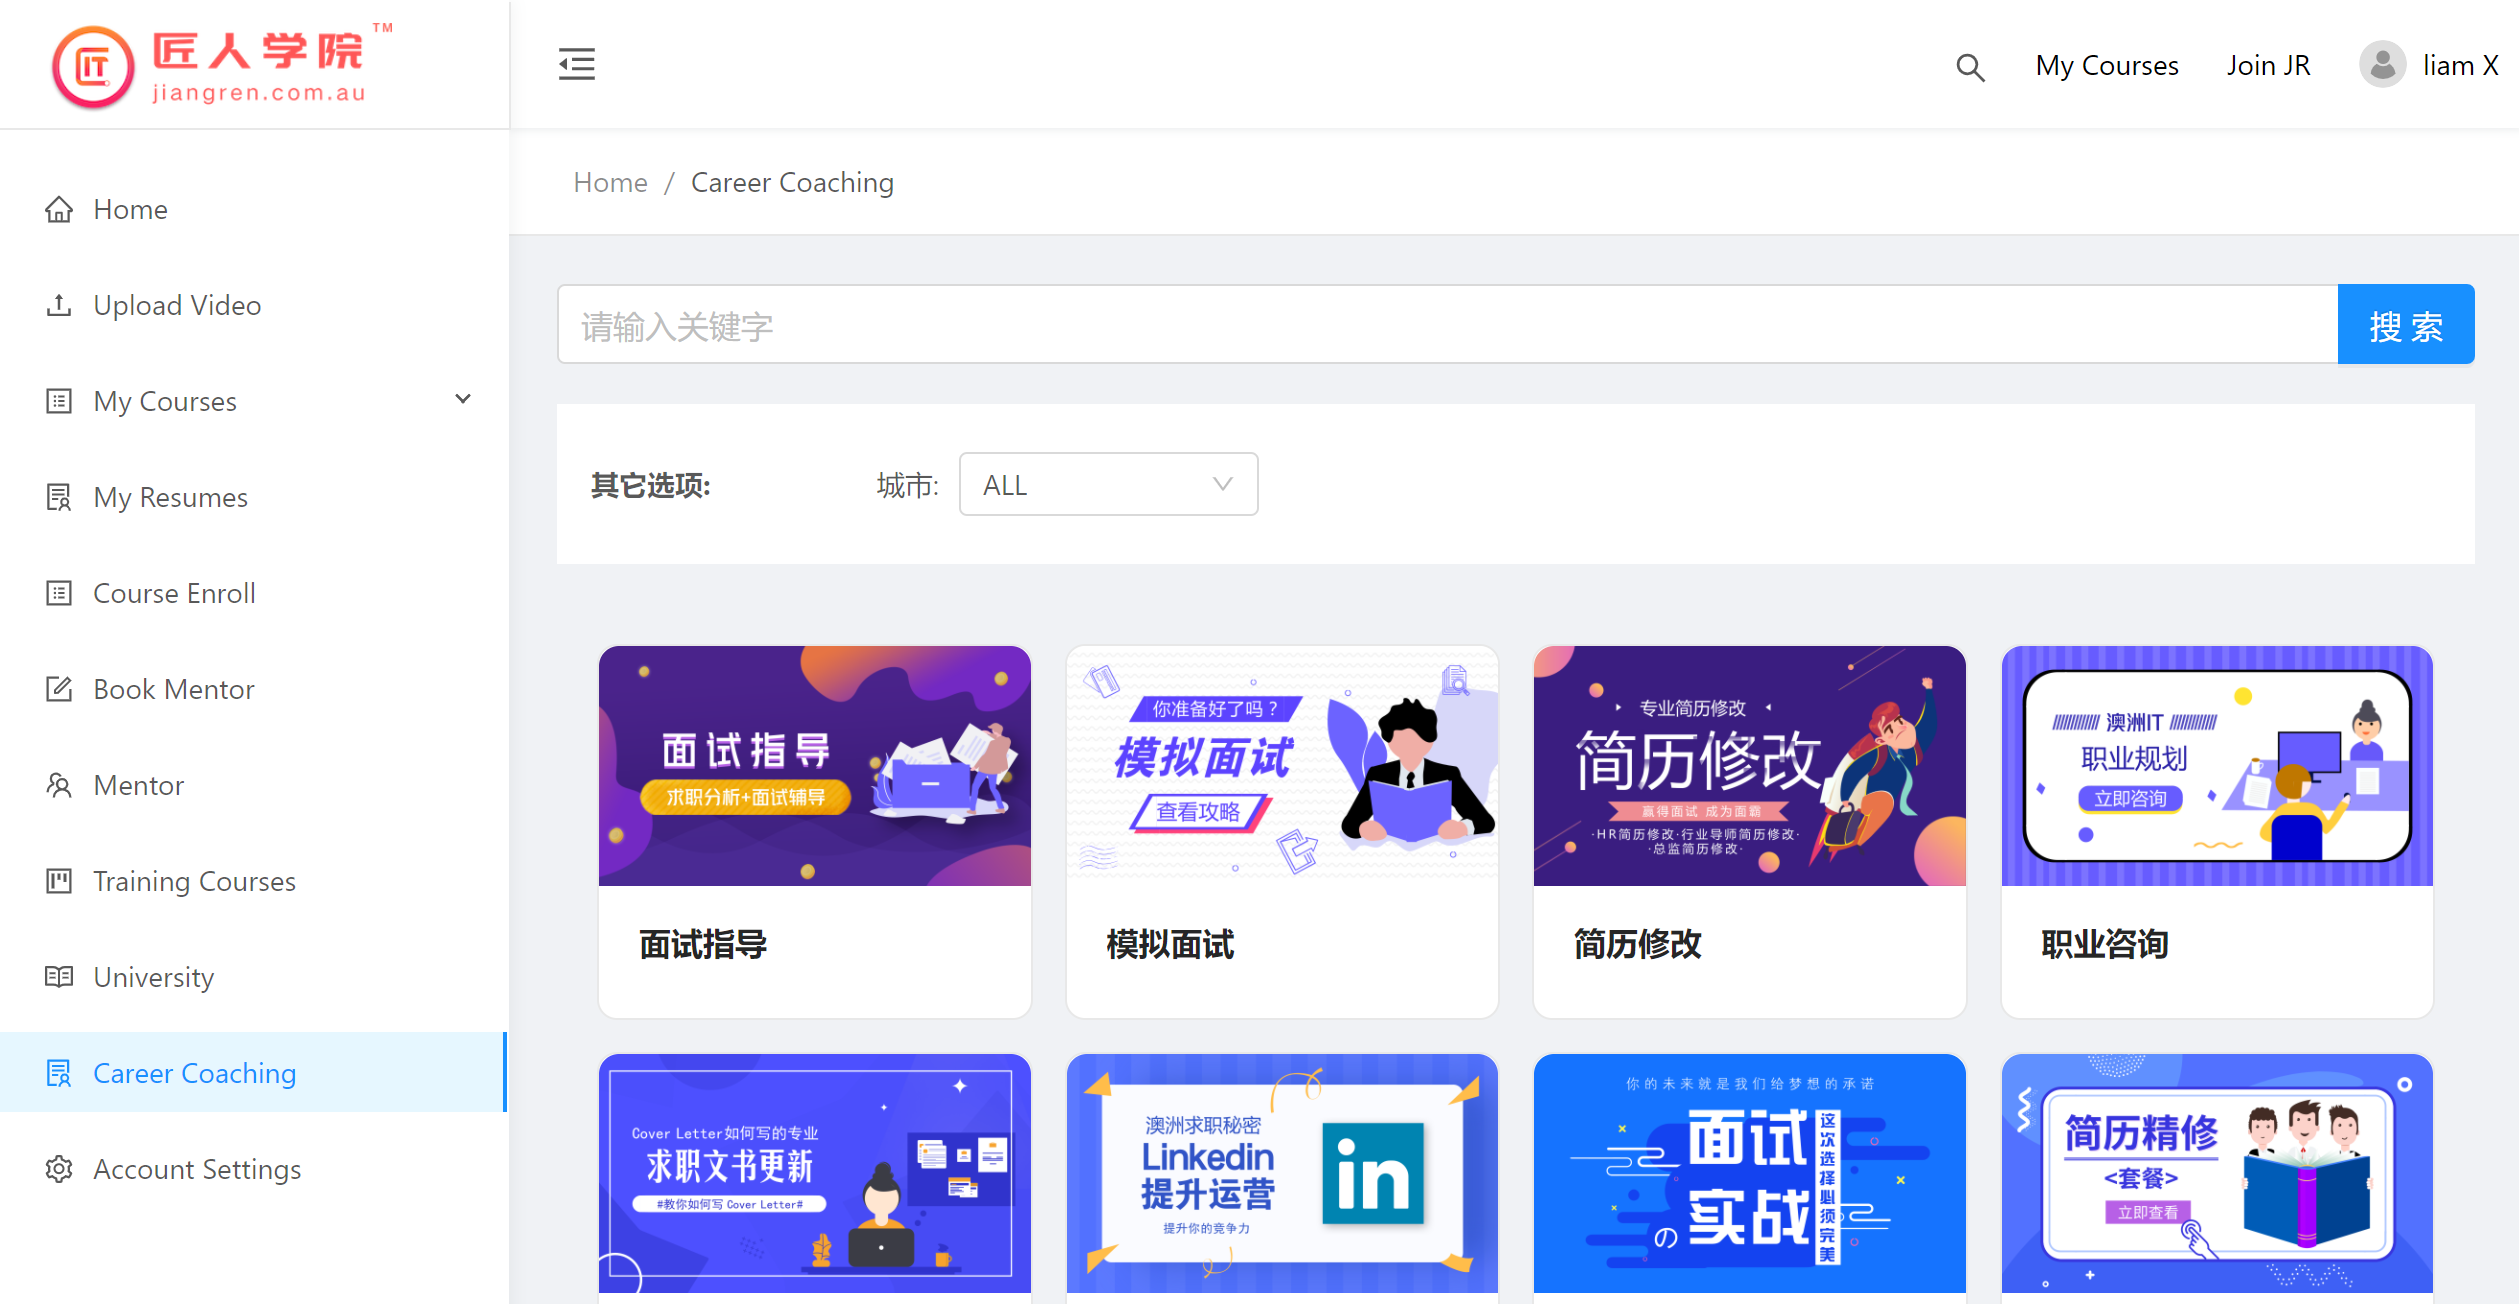 匠人学院 TM
jiangren.com.au
My Courses
Join JR
liam X
Home / Career Coaching
Home
Upload Video
My Courses
My Resumes
Course Enroll
Book Mentor
Mentor
Training Courses
University
Career Coaching
Account Settings
请输入关键字
搜 索
其它选项:
城市:
ALL
面试指导
求职分析+面试辅导
面试指导
你准备好了吗？
模拟面试
查看攻略
模拟面试
专业简历修改
简历修改
赢得面试 成为面霸
·HR简历修改·行业导师简历修改·
·总监简历修改·
简历修改
澳洲IT
职业规划
立即咨询
职业咨询
Cover Letter如何写的专业
求职文书更新
#教你如何写 Cover Letter#
澳洲求职秘密
Linkedin
提升运营
提升你的竞争力
in
你的未来就是我们给梦想的承诺
面试
の实战
这次选择必须完美
简历精修
<套餐>
立即查看